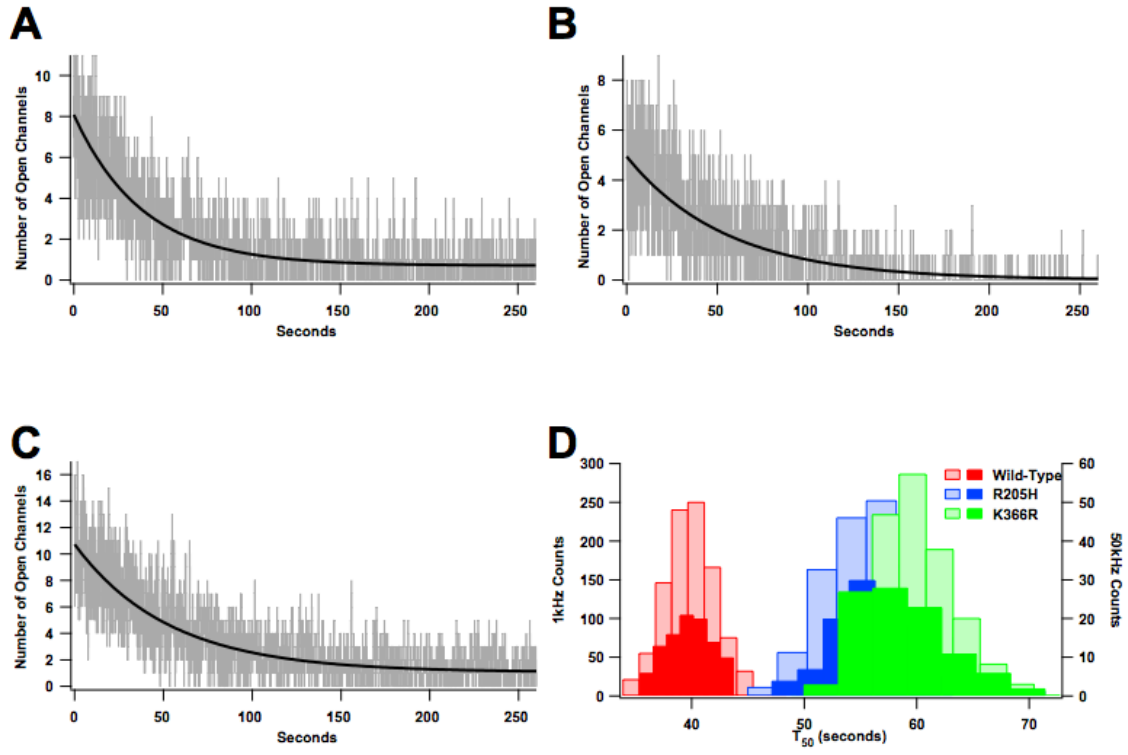 A
Number of Open Channels
10
8
6
4
2
0
0 50 100 150 200 250
Seconds
B
Number of Open Channels
8
6
4
2
0
0 50 100 150 200 250
Seconds
C
Number of Open Channels
16
14
12
10
8
6
4
2
0
0 50 100 150 200 250
Seconds
D
1kHz Counts
300
250
200
150
100
50
0
Wild-Type
R205H
K366R
60
50
40
30
20
10
0
50kHz Counts
40 50 60 70
T50 (seconds)